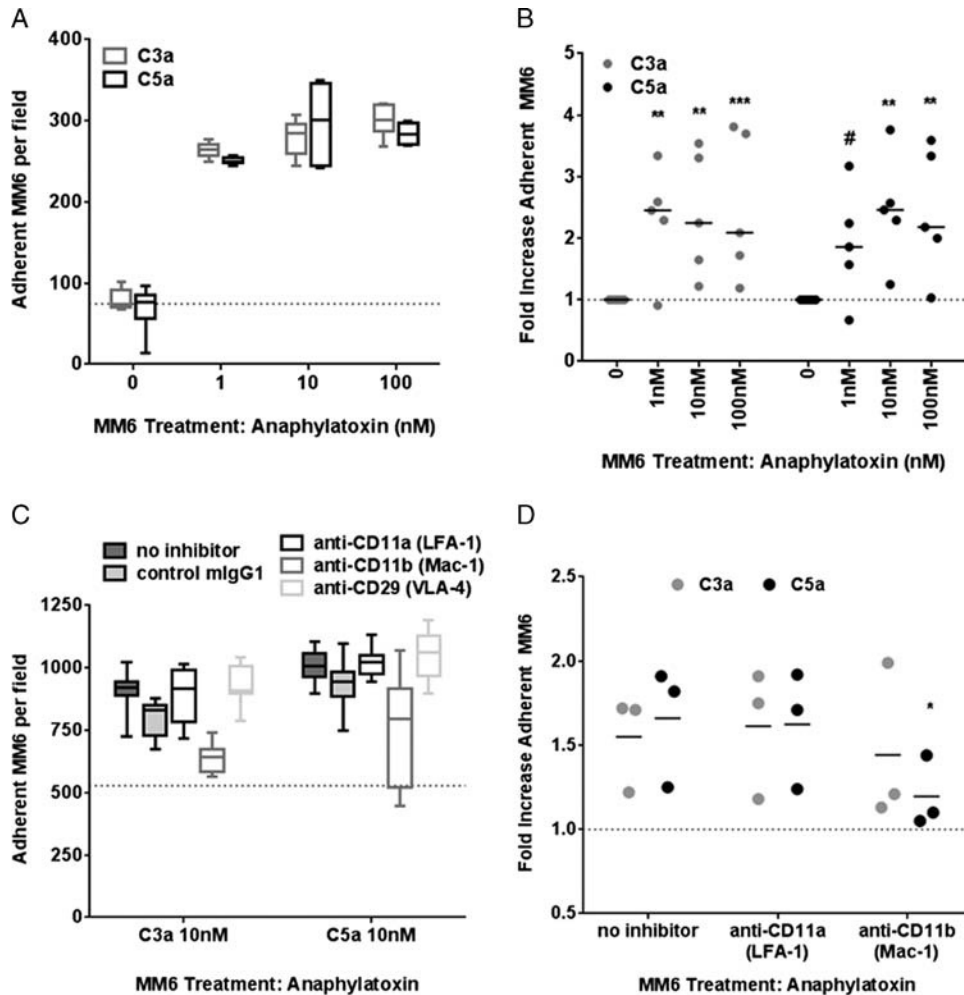 A
400
300
200
100
0
C3a
C5a
Adherent MM6 per field
0 1 10 100
MM6 Treatment: Anaphylatoxin (nM)
B
5
4
3
2
1
0
C3a
C5a
** ** *** # ** **
Fold Increase Adherent MM6
0 1nM 10nM 100nM 0 1nM 10nM 100nM
MM6 Treatment: Anaphylatoxin (nM)
C
no inhibitor
control mIgG1
anti-CD11a (LFA-1)
anti-CD11b (Mac-1)
anti-CD29 (VLA-4)
1250
1000
750
500
250
0
Adherent MM6 per field
C3a 10nM C5a 10nM
MM6 Treatment: Anaphylatoxin
D
C3a C5a
2.5
2.0
1.5
1.0
0.5
*
Fold Increase Adherent MM6
no inhibitor anti-CD11a anti-CD11b
(LFA-1) (Mac-1)
MM6 Treatment: Anaphylatoxin